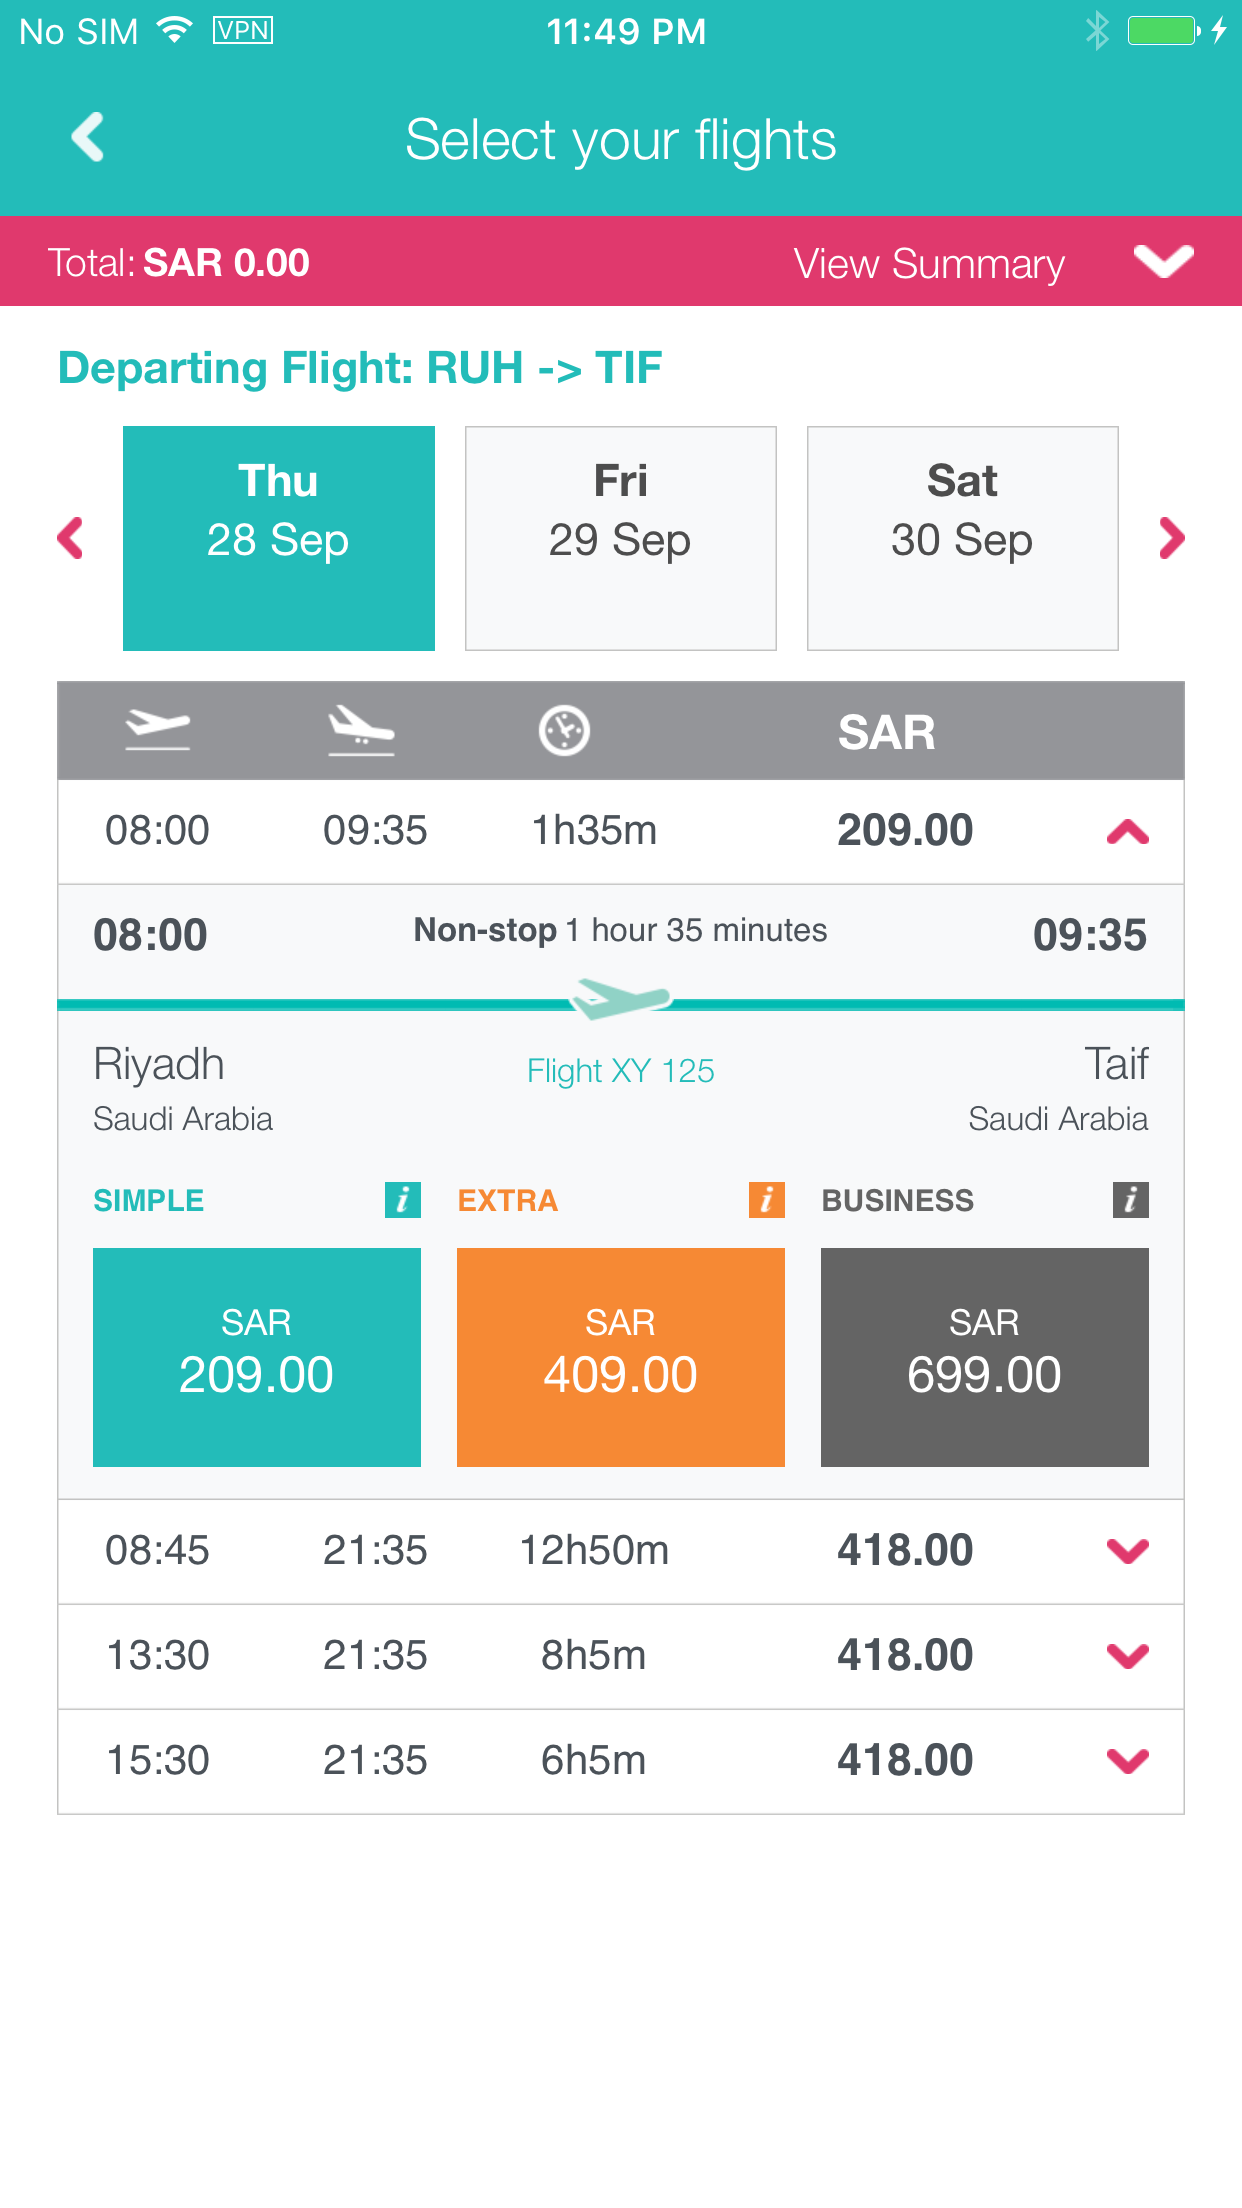 No SIM VPN 11:49 PM
Select your flights
Total: SAR 0.00 View Summary
Departing Flight: RUH -> TIF
Thu Fri Sat
28 Sep 29 Sep 30 Sep
SAR
08:00 09:35 1h35m 209.00
08:00 Non-stop 1 hour 35 minutes 09:35
Riyadh Flight XY 125 Taif
Saudi Arabia Saudi Arabia
SIMPLE i EXTRA i BUSINESS i
SAR SAR SAR
209.00 409.00 699.00
08:45 21:35 12h50m 418.00
13:30 21:35 8h5m 418.00
15:30 21:35 6h5m 418.00